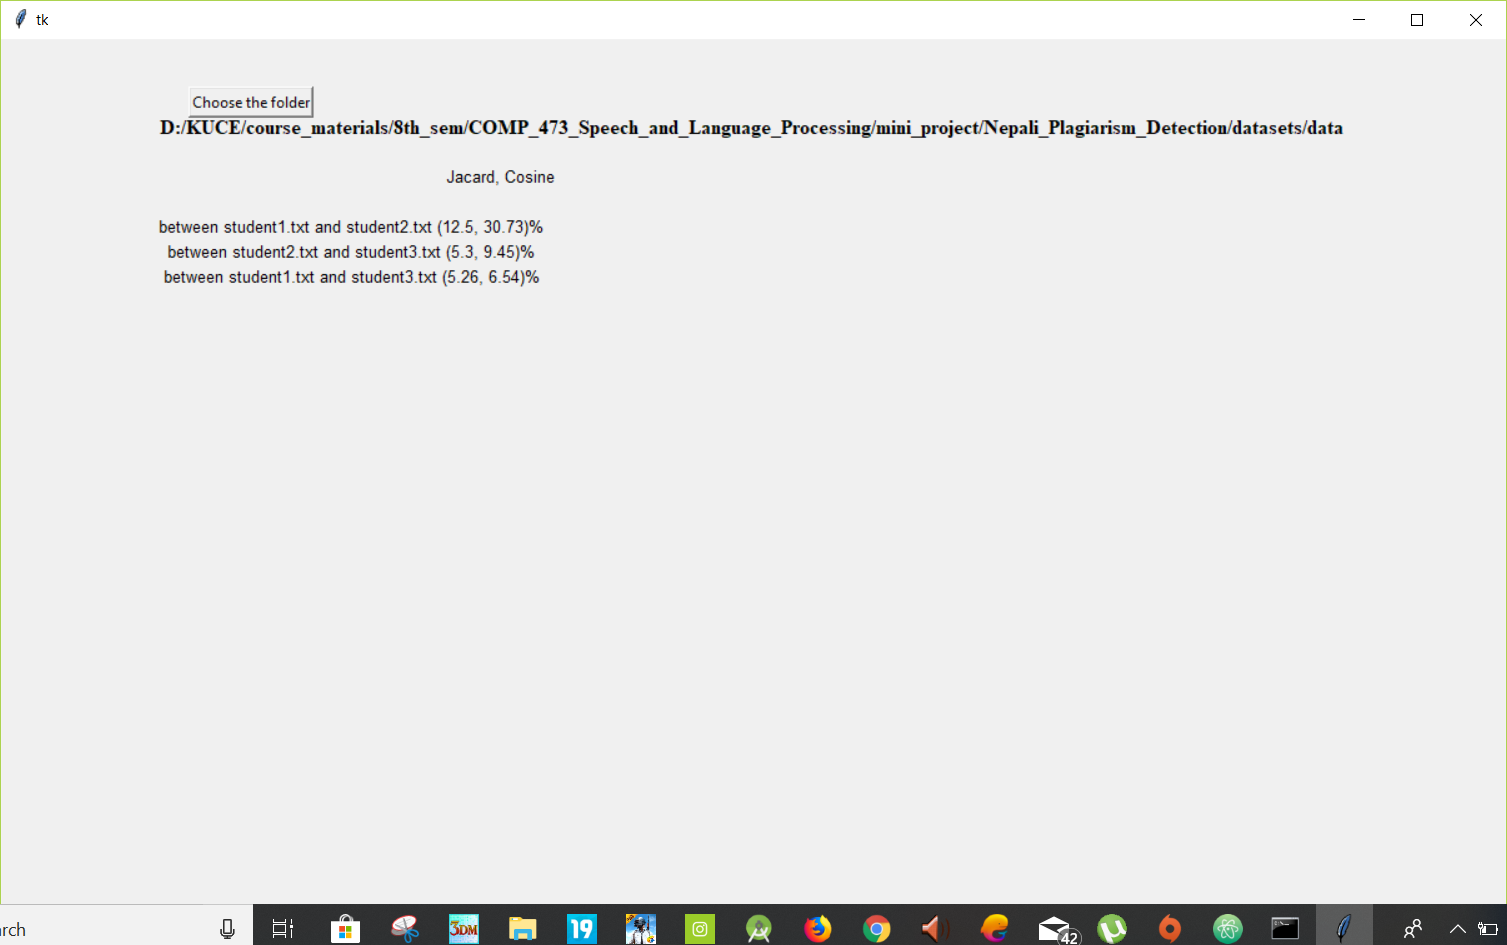 tk
Choose the folder
D:/KUCE/course_materials/8th_sem/COMP_473_Speech_and_Language_Processing/mini_project/Nepali_Plagiarism_Detection/datasets/data
Jacard, Cosine
between student1.txt and student2.txt (12.5, 30.73)%
between student2.txt and student3.txt (5.3, 9.45)%
between student1.txt and student3.txt (5.26, 6.54)%
rch
3DM
19
42